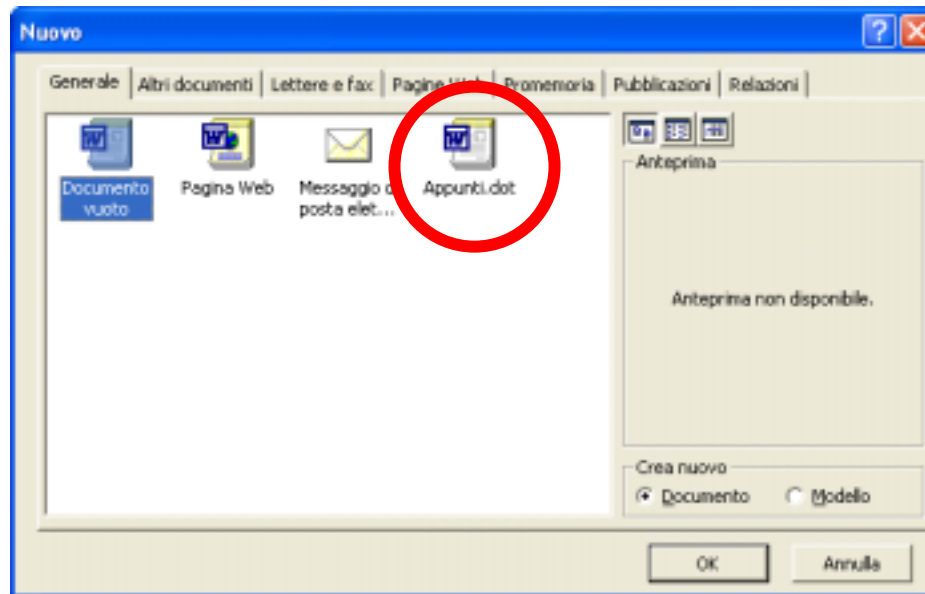 Nuovo
Generale Altri documenti Lettere e fax Pagine Web Promemoria Pubblicazioni Relazioni
Documento vuoto
Pagina Web
Messaggio
posta elet...
Appunti.dot
Anteprima
Anteprima non disponibile.
Crea nuovo
Documento Modello
OK Annulla